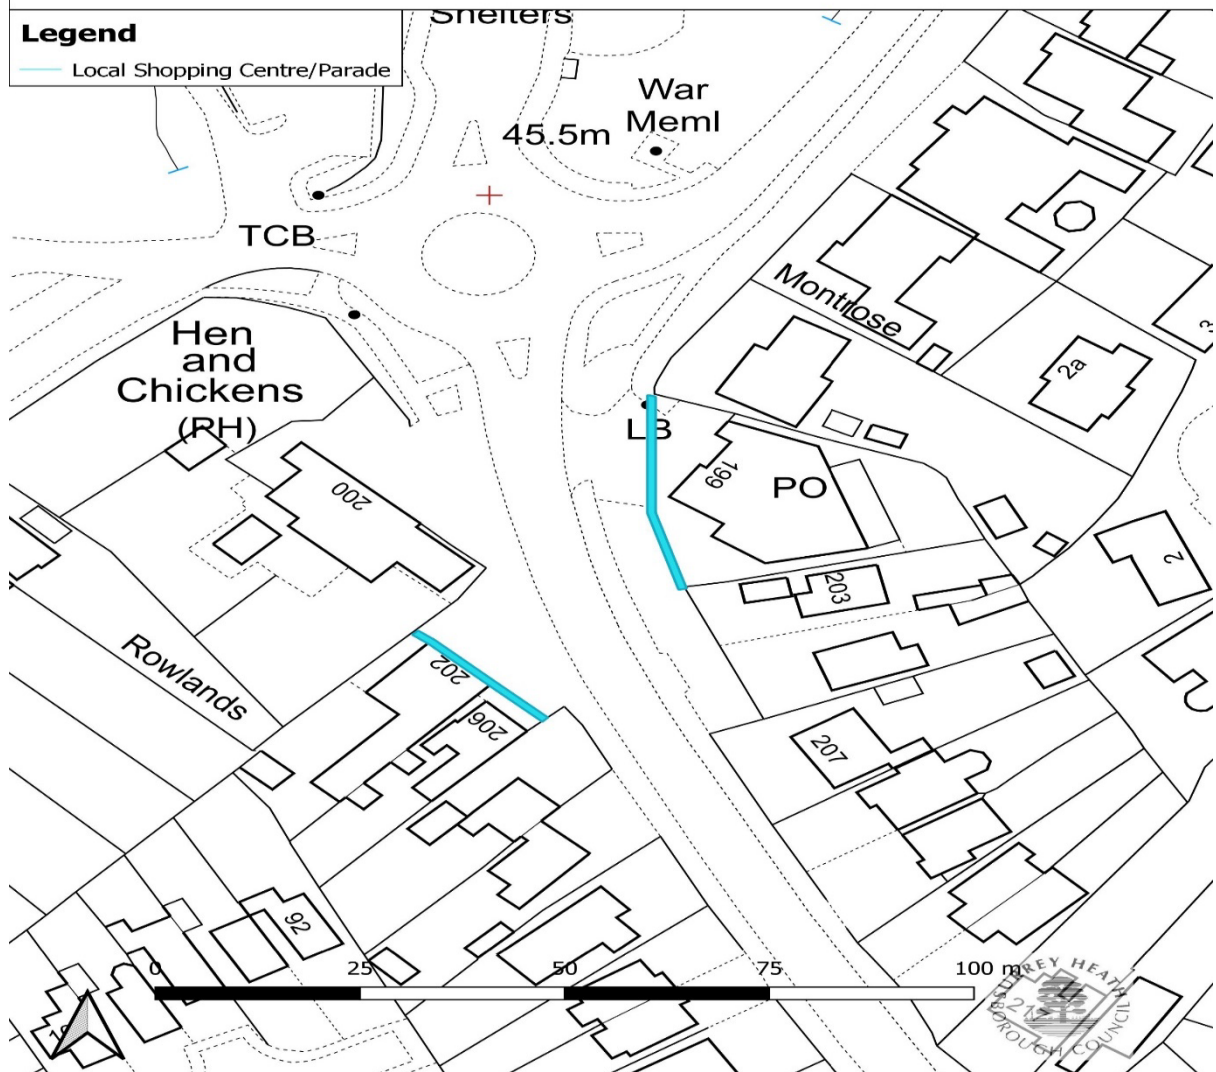 Shelters
Legend
Local Shopping Centre/Parade
War
Meml
45.5m
TCB
Montrose
Hen
and
Chickens
(PH)
2a
3
LB
199
PO
200
2
203
202
Rowlands
206
207
92
0 25 50 75 100 m
SURREY HEATH
BOROUGH COUNCIL